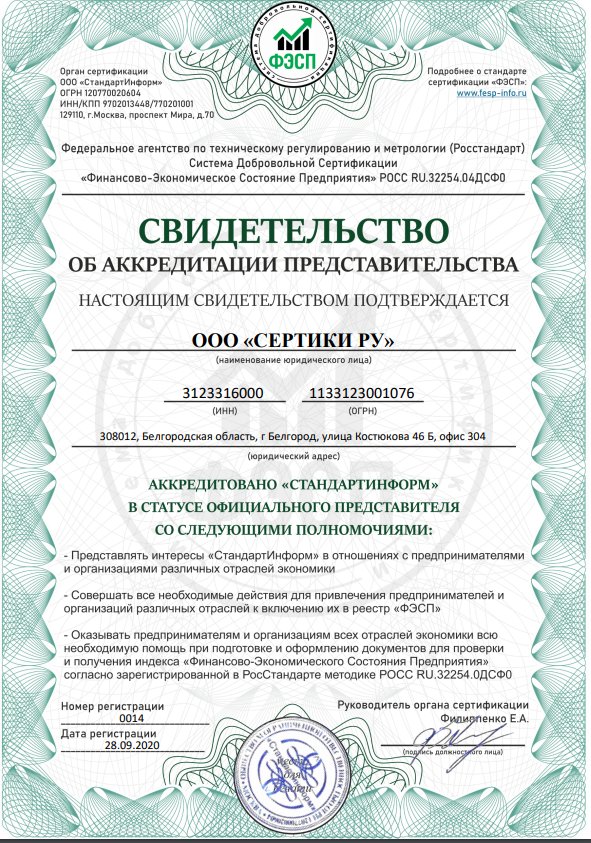 система добровольной сертификации
ФЭСП
Орган сертификации
ООО «СтандартИнформ»
ОГРН 120770020604
ИНН/КПП 9702013448/770201001
129110, г.Москва, проспект Мира, д.70
Подробнее о стандарте
сертификации «ФЭСП»:
www.fesp-info.ru
Федеральное агентство по техническому регулированию и метрологии (Росстандарт)
Система Добровольной Сертификации
«Финансово-Экономическое Состояние Предприятия» РОСС RU.32254.04ДСФ0
СВИДЕТЕЛЬСТВО
ОБ АККРЕДИТАЦИИ ПРЕДСТАВИТЕЛЬСТВА
НАСТОЯЩИМ СВИДЕТЕЛЬСТВОМ ПОДТВЕРЖДАЕТСЯ
ООО «СЕРТИКИ РУ»
(наименование юридического лица)
3123316000 1133123001076
(ИНН) (ОГРН)
308012, Белгородская область, г Белгород, улица Костюкова 46 Б, офис 304
(юридический адрес)
АККРЕДИТОВАНО «СТАНДАРТИНФОРМ»
В СТАТУСЕ ОФИЦИАЛЬНОГО ПРЕДСТАВИТЕЛЯ
СО СЛЕДУЮЩИМИ ПОЛНОМОЧИЯМИ:
- Представлять интересы «СтандартИнформ» в отношениях с предпринимателями
и организациями различных отраслей экономики
- Совершать все необходимые действия для привлечения предпринимателей и
организаций различных отраслей к включению их в реестр «ФЭСП»
- Оказывать предпринимателям и организациям всех отраслей экономики всю
необходимую помощь при подготовке и оформлению документов для проверки
и получения индекса «Финансово-Экономического Состояния Предприятия»
согласно зарегистрированной в РосСтандарте методике РОСС RU.32254.0ДСФ0
Номер регистрации
0014
Дата регистрации
28.09.2020
Руководитель органа сертификации
Филиппенко Е.А.
(подпись должностного лица)
место
для
печати